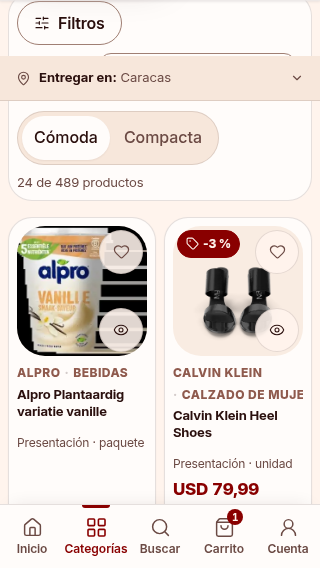 Filtros
Entregar en: Caracas
Cómoda
Compacta
24 de 489 productos
alpro
VANILLE
ALPRO · BEBIDAS
Alpro Plantaardig
variatie vanille
Presentación · paquete
-3 %
CALVIN KLEIN
· CALZADO DE MUJE
Calvin Klein Heel
Shoes
Presentación · unidad
USD 79,99
Inicio
Categorías
Buscar
1
Carrito
Cuenta